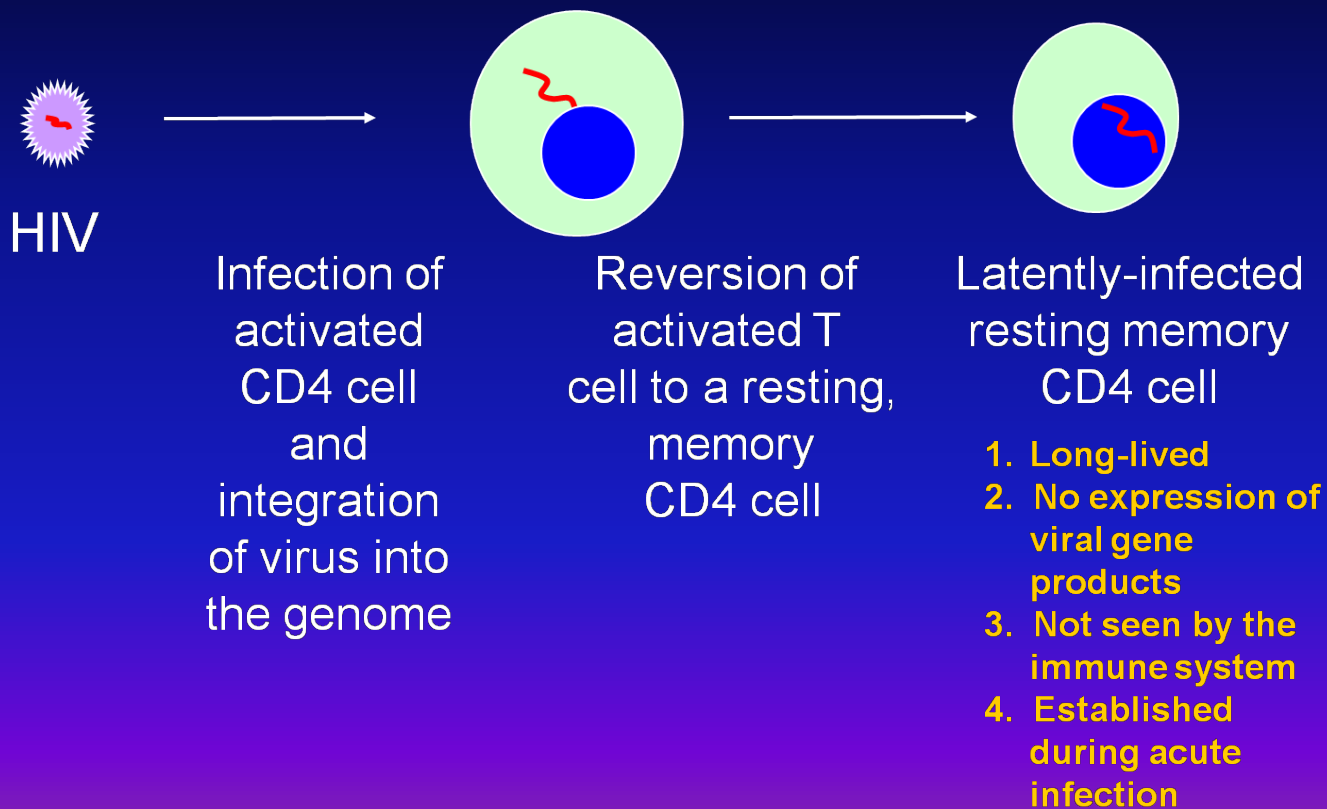 HIV
Infection of
activated
CD4 cell
and
integration
of virus into
the genome
Reversion of
activated T
cell to a resting,
memory
CD4 cell
Latently-infected
resting memory
CD4 cell
1. Long-lived
2. No expression of
viral gene
products
3. Not seen by the
immune system
4. Established
during acute
infection